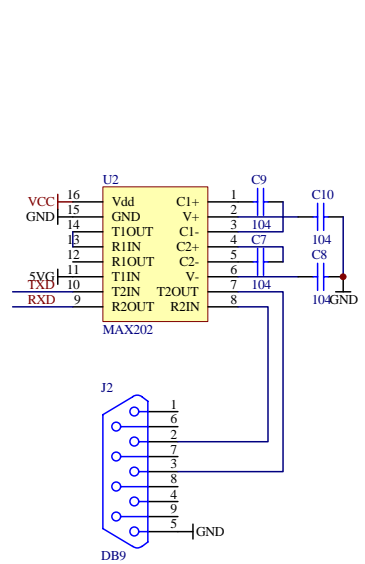 U2
C9
C10
VCC 16 Vdd C1+ 1
GND 15 GND V+ 2
14 T1OUT C1- 3
104
13 R1IN C2+ 4
C7
104
12 R1OUT C2- 5
C8
5VG 11 T1IN V- 6
TXD 10 T2IN T2OUT 7
104
RXD 9 R2OUT R2IN 8
104
GND
MAX202
J2
1
6
2
7
3
8
4
9
5
GND
DB9